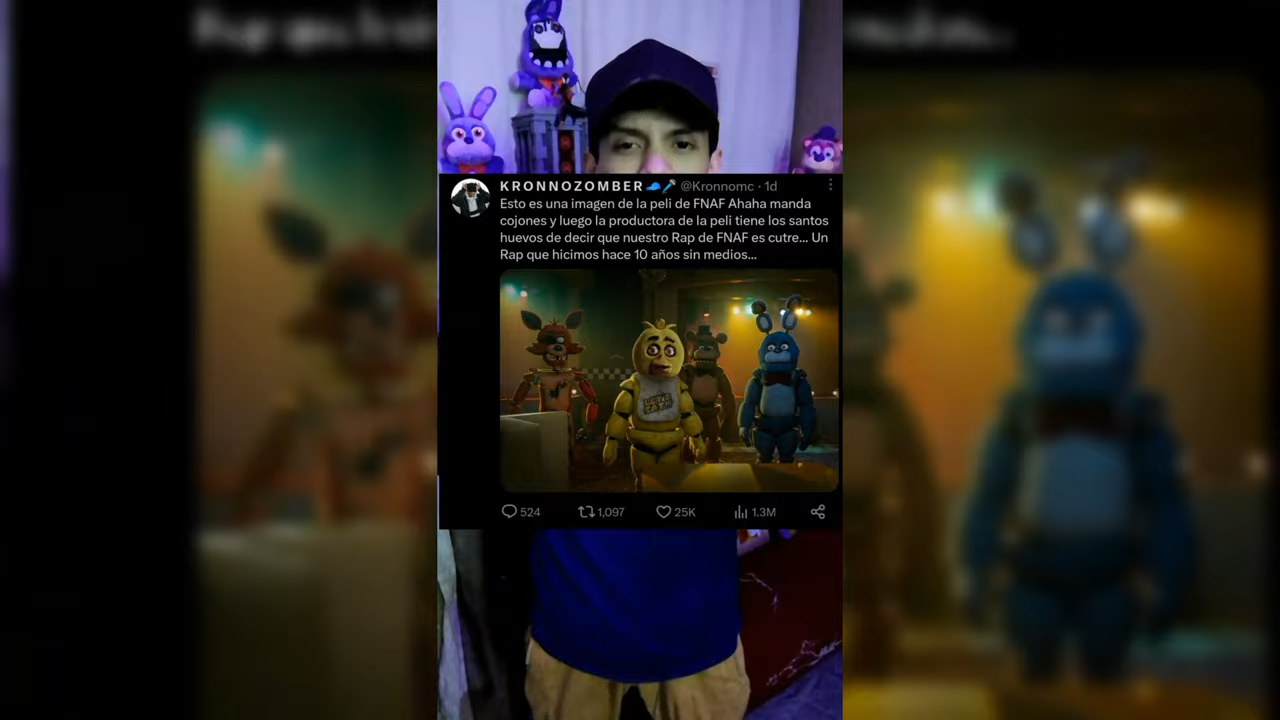 KRONNOZOMBER🧢🎤 @Kronnomc · 1d
Esto es una imagen de la peli de FNAF Ahaha manda
cojones y luego la productora de la peli tiene los santos
huevos de decir que nuestro Rap de FNAF es cutre... Un
Rap que hicimos hace 10 años sin medios...
LET'S
EAT!!!
524 1,097 25K 1.3M